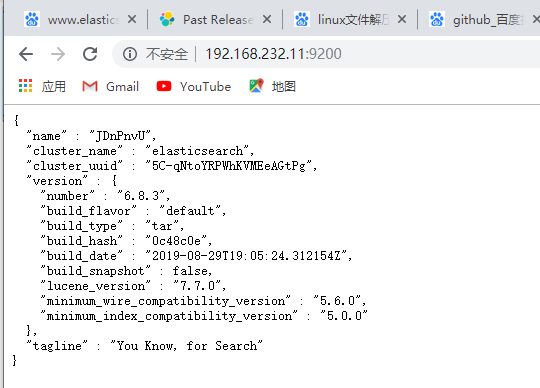 www.elastics
Past Release
linux文件解压
github_百度
不安全 192.168.232.11:9200
应用 Gmail YouTube 地图
{
"name" : "JDnPnvU",
"cluster_name" : "elasticsearch",
"cluster_uuid" : "5C-qNtoYRPWhKVMEeAGtPg",
"version" : {
"number" : "6.8.3",
"build_flavor" : "default",
"build_type" : "tar",
"build_hash" : "0c48c0e",
"build_date" : "2019-08-29T19:05:24.312154Z",
"build_snapshot" : false,
"lucene_version" : "7.7.0",
"minimum_wire_compatibility_version" : "5.6.0",
"minimum_index_compatibility_version" : "5.0.0"
},
"tagline" : "You Know, for Search"
}